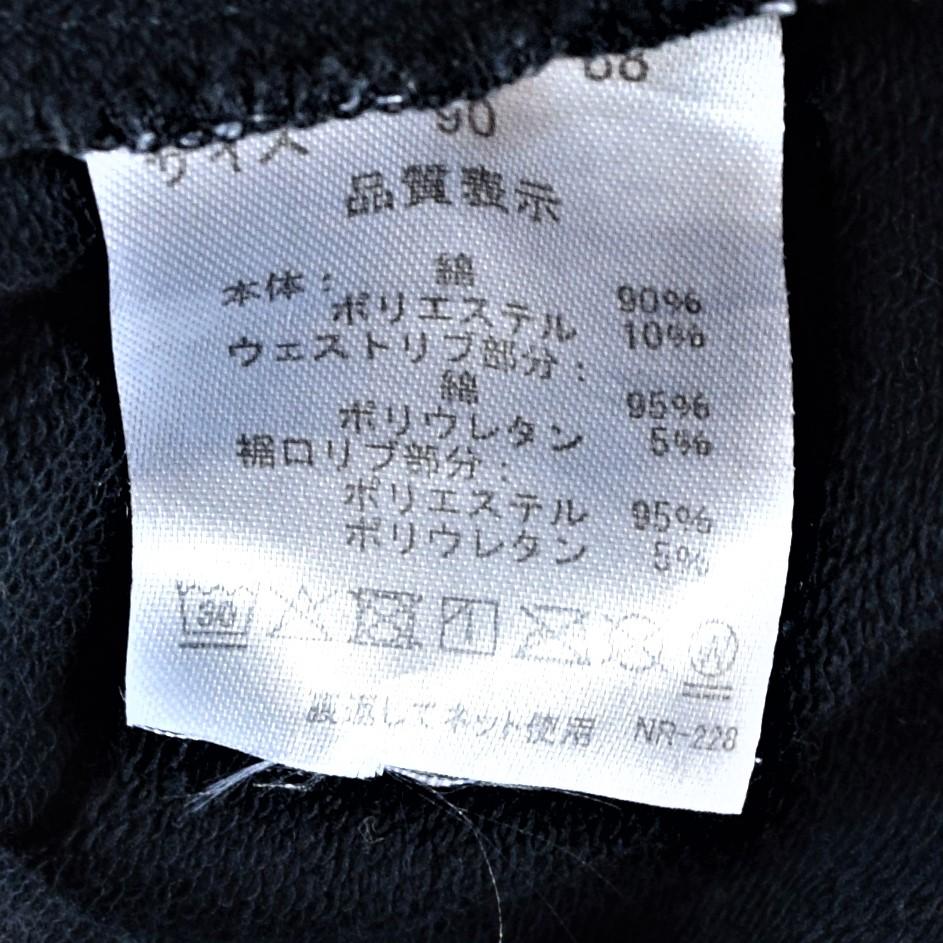 68
サイズ 90
品質表示
本体： 綿 90%
ポリエステル 10%
ウェストリブ部分：
綿 95%
ポリウレタン 5%
裾口リブ部分：
ポリエステル 95%
ポリウレタン 5%
30
W
裏返してネット使用 NR-228